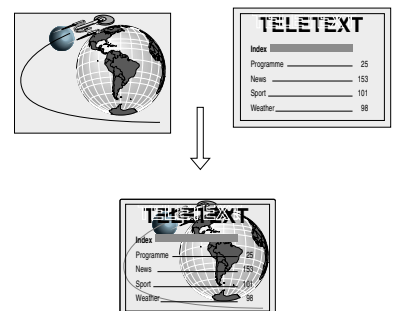 TELETEXT
Index
Programme 25
News 153
Sport 101
Weather 98
TELETEXT
Index
Programme 25
News 153
Sport 101
Weather 98